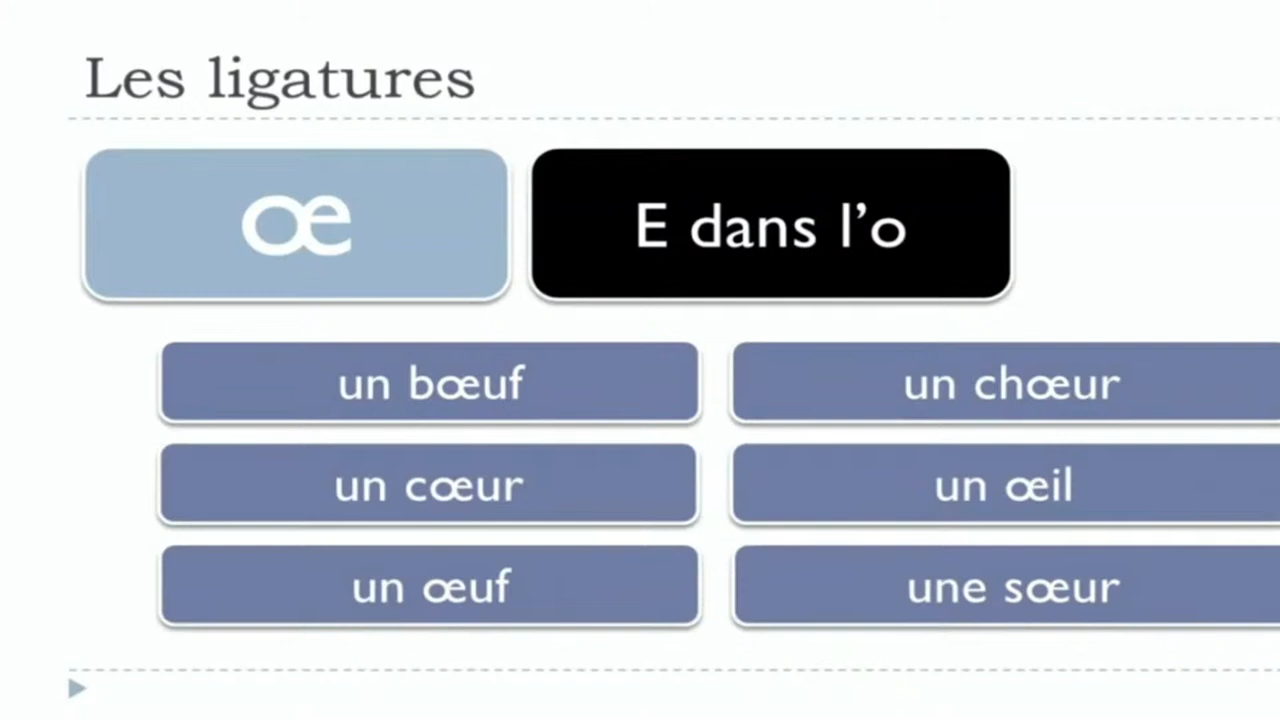 Les ligatures
œ
E dans l’o
un bœuf
un chœur
un cœur
un œil
un œuf
une sœur